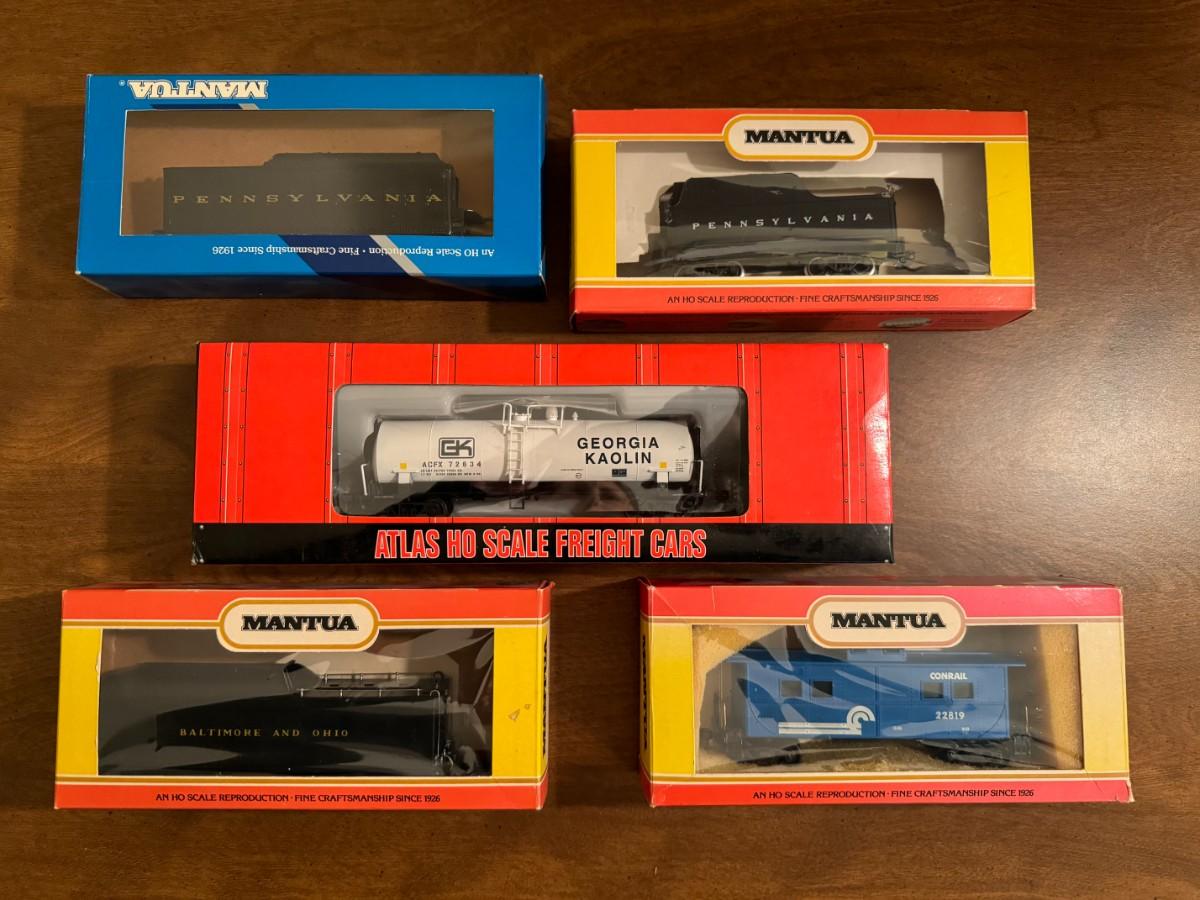 MANTUA®
PENNSYLVANIA
An HO Scale Reproduction • Fine Craftsmanship Since 1926
MANTUA
PENNSYLVANIA
AN HO SCALE REPRODUCTION · FINE CRAFTSMANSHIP SINCE 1926
GK
ACFX 72634
GEORGIA
KAOLIN
ATLAS HO SCALE FREIGHT CARS
MANTUA
BALTIMORE AND OHIO
MANTUA
AN HO SCALE REPRODUCTION · FINE CRAFTSMANSHIP SINCE 1926
MANTUA
CONRAIL
22819
AN HO SCALE REPRODUCTION · FINE CRAFTSMANSHIP SINCE 1926